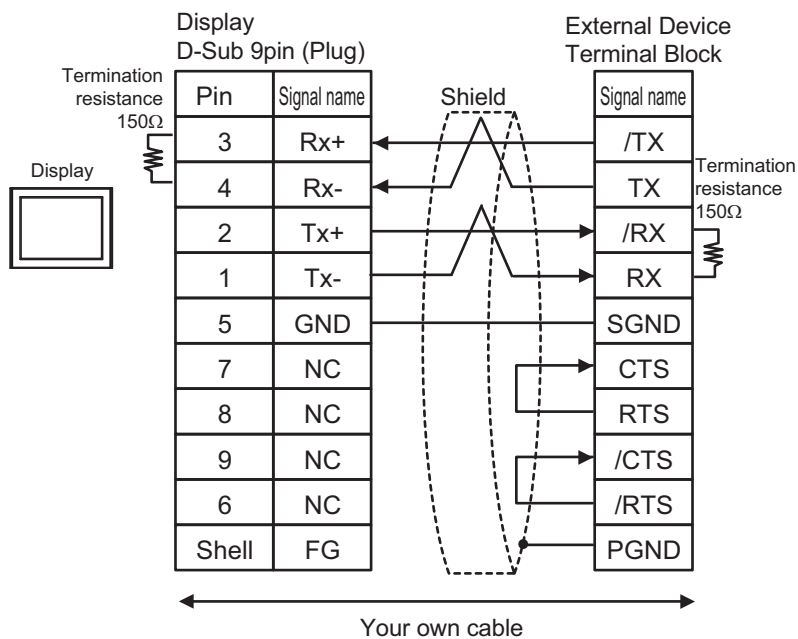 Display
D-Sub 9pin (Plug)
External Device
Terminal Block
Termination
resistance
150Ω
Display
Pin Signal name
3 Rx+
4 Rx-
2 Tx+
1 Tx-
5 GND
7 NC
8 NC
9 NC
6 NC
Shell FG
Shield
Signal name
/TX
TX
/RX
RX
SGND
CTS
RTS
/CTS
/RTS
PGND
Termination
resistance
150Ω
Your own cable